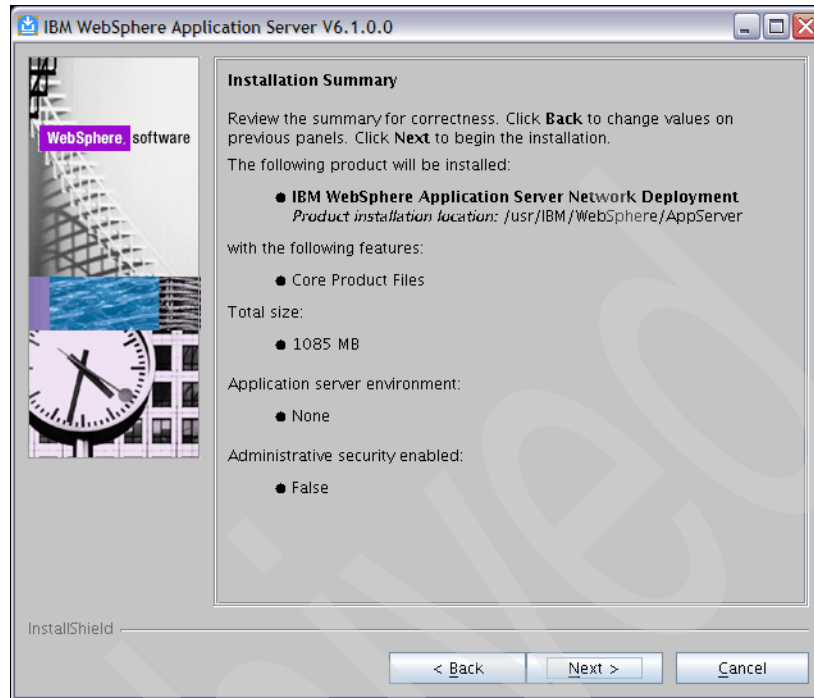 IBM WebSphere Application Server V6.1.0.0
WebSphere. software
Installation Summary
Review the summary for correctness. Click Back to change values on
previous panels. Click Next to begin the installation.
The following product will be installed:
● IBM WebSphere Application Server Network Deployment
Product installation location: /usr/IBM/WebSphere/AppServer
with the following features:
● Core Product Files
Total size:
● 1085 MB
Application server environment:
● None
Administrative security enabled:
● False
InstallShield
< Back
Next >
Cancel